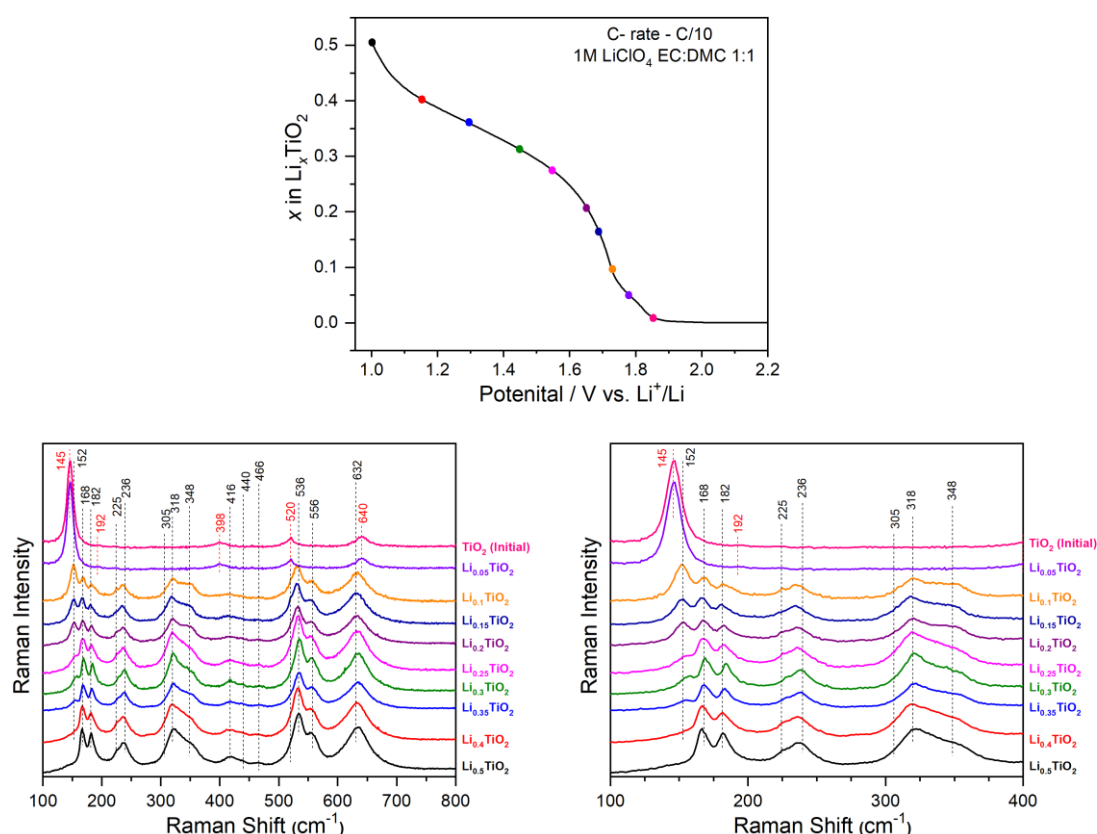 C- rate - C/10
1M LiClO4 EC:DMC 1:1
x in LixTiO2
0.5
0.4
0.3
0.2
0.1
0.0
1.0 1.2 1.4 1.6 1.8 2.0 2.2
Potenital / V vs. Li+/Li
145
152
168
182
192
225
236
305
318
348
398
416
440
466
520
536
556
632
640
TiO2 (Initial)
Li0.05TiO2
Li0.1TiO2
Li0.15TiO2
Li0.2TiO2
Li0.25TiO2
Li0.3TiO2
Li0.35TiO2
Li0.4TiO2
Li0.5TiO2
Raman Intensity
100 200 300 400 500 600 700 800
Raman Shift (cm-1)
145
152
168
182
192
225
236
305
318
348
TiO2 (Initial)
Li0.05TiO2
Li0.1TiO2
Li0.15TiO2
Li0.2TiO2
Li0.25TiO2
Li0.3TiO2
Li0.35TiO2
Li0.4TiO2
Li0.5TiO2
Raman Intensity
100 200 300 400
Raman Shift (cm-1)